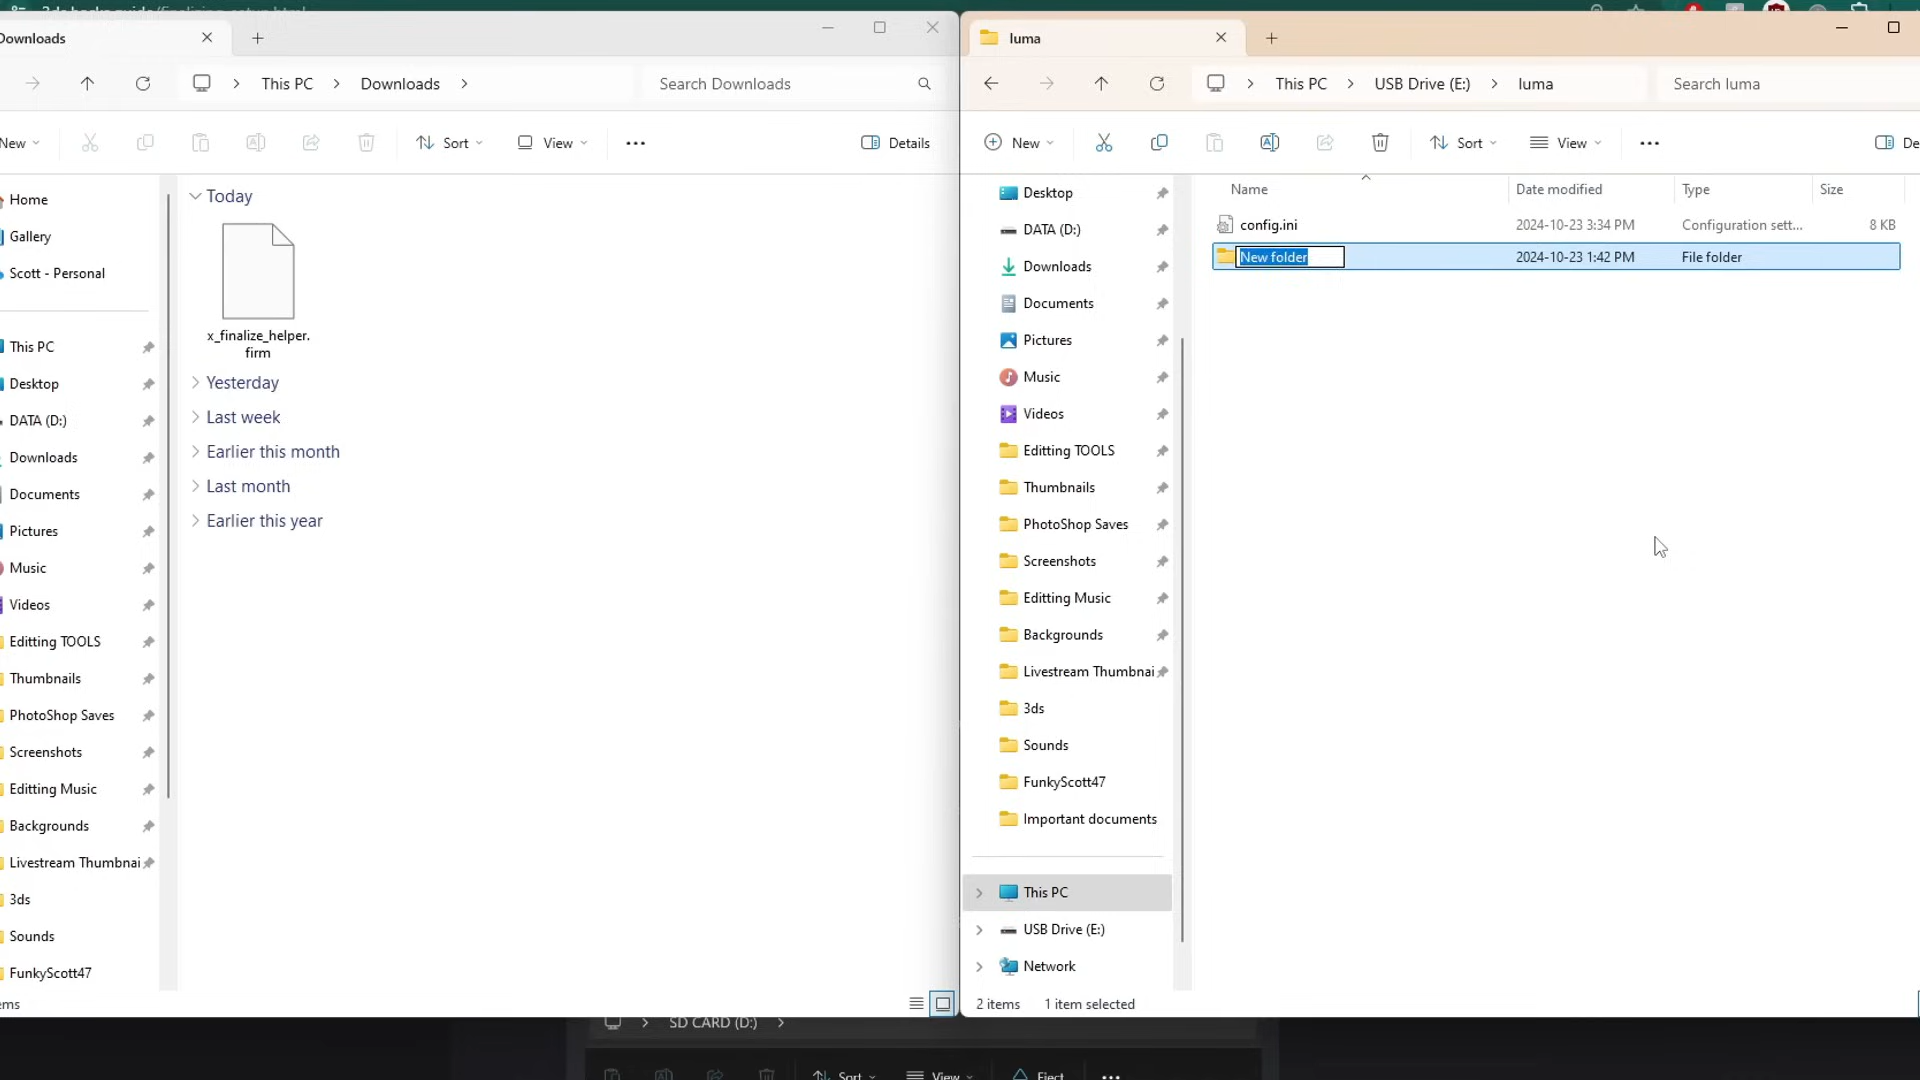 Downloads
This PC
Downloads
Search Downloads
New
Sort
View
Details
Home
Gallery
Scott - Personal
This PC
Desktop
DATA (D:)
Downloads
Documents
Pictures
Music
Videos
Editting TOOLS
Thumbnails
PhotoShop Saves
Screenshots
Editting Music
Backgrounds
Livestream Thumbnai
3ds
Sounds
FunkyScott47
Today
x_finalize_helper.
firm
Yesterday
Last week
Earlier this month
Last month
Earlier this year
luma
This PC
USB Drive (E:)
luma
Search luma
New
Sort
View
De
Desktop
DATA (D:)
Downloads
Documents
Pictures
Music
Videos
Editting TOOLS
Thumbnails
PhotoShop Saves
Screenshots
Editting Music
Backgrounds
Livestream Thumbnai
3ds
Sounds
FunkyScott47
Important documents
This PC
USB Drive (E:)
Network
Name Date modified Type Size
config.ini 2024-10-23 3:34 PM Configuration sett... 8 KB
New folder 2024-10-23 1:42 PM File folder
2 items 1 item selected
SD CARD (D:)
Sort View Eject